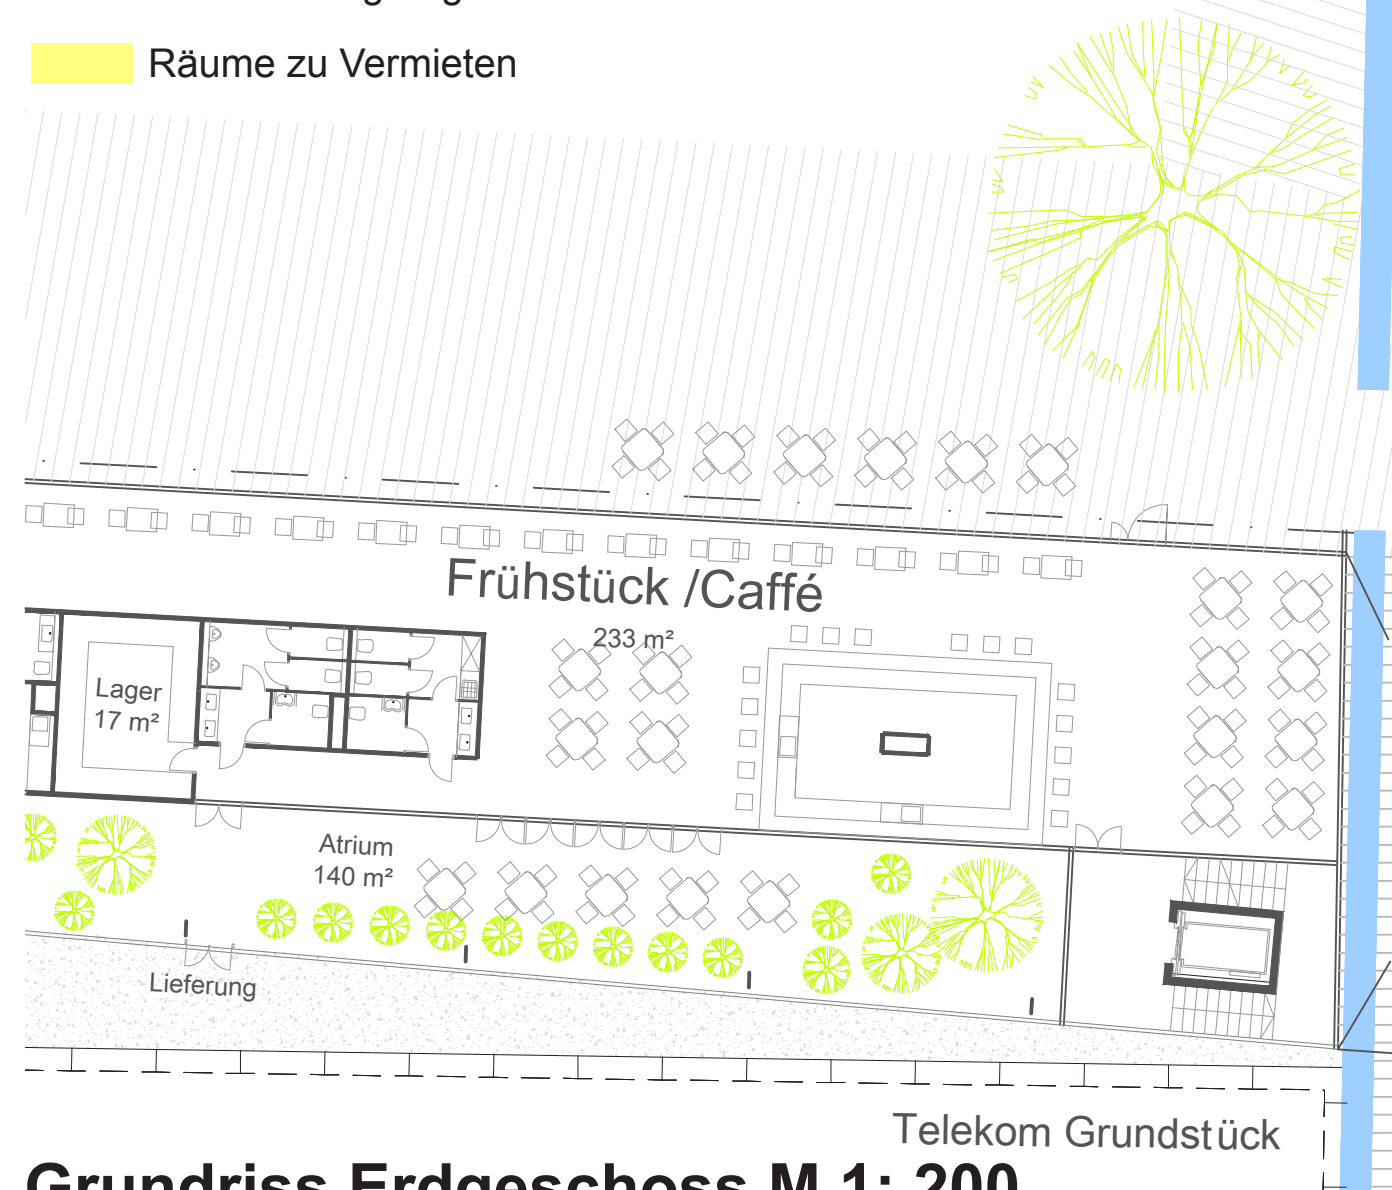 Räume zu Vermieten
Frühstück /Caffé
233 m²
Lager
17 m²
Atrium
140 m²
Lieferung
Telekom Grundstück
Grundriss Erdgeschoss M 1: 200